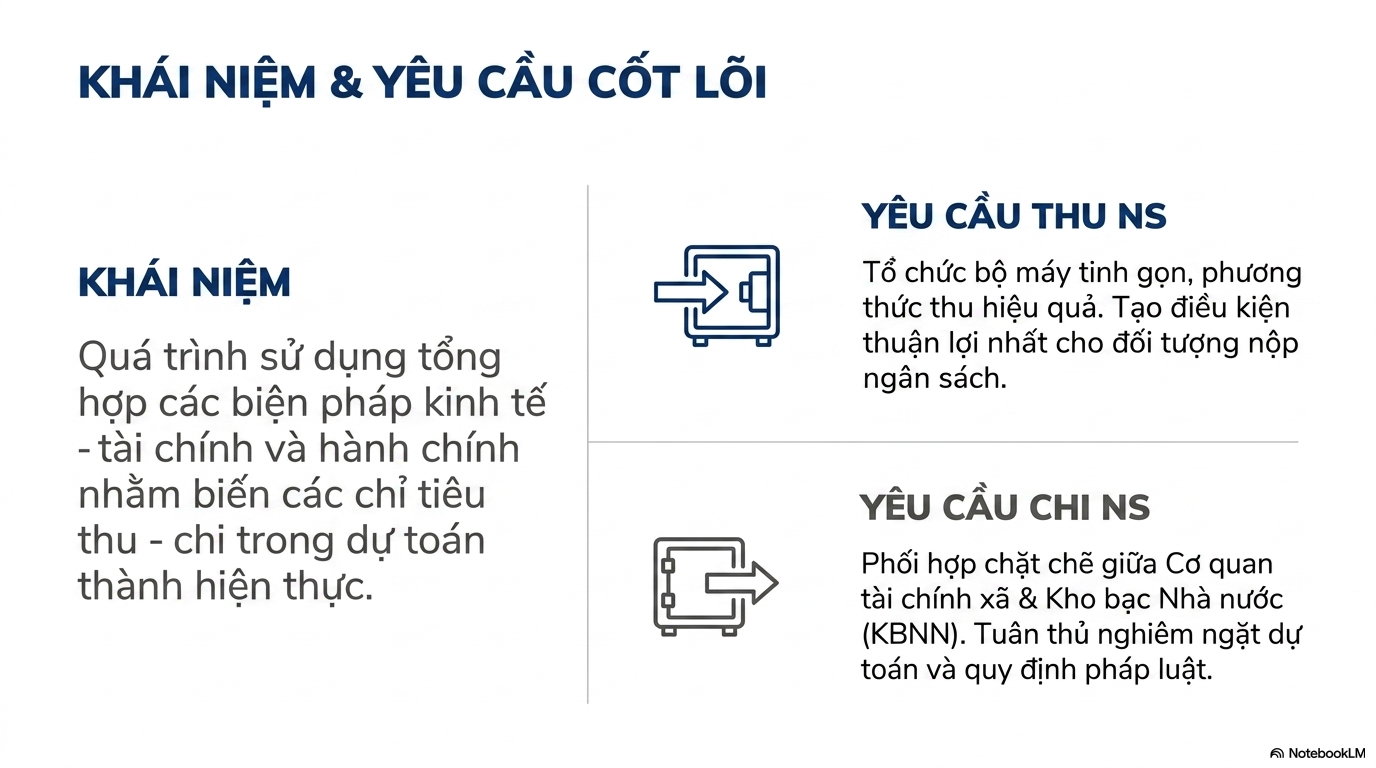 KHÁI NIỆM & YÊU CẦU CỐT LÕI
KHÁI NIỆM
Quá trình sử dụng tổng
hợp các biện pháp kinh tế
- tài chính và hành chính
nhằm biến các chỉ tiêu
thu - chi trong dự toán
thành hiện thực.
YÊU CẦU THU NS
Tổ chức bộ máy tinh gọn, phương
thức thu hiệu quả. Tạo điều kiện
thuận lợi nhất cho đối tượng nộp
ngân sách.
YÊU CẦU CHI NS
Phối hợp chặt chẽ giữa Cơ quan
tài chính xã & Kho bạc Nhà nước
(KBNN). Tuân thủ nghiêm ngặt dự
toán và quy định pháp luật.
NotebookLM